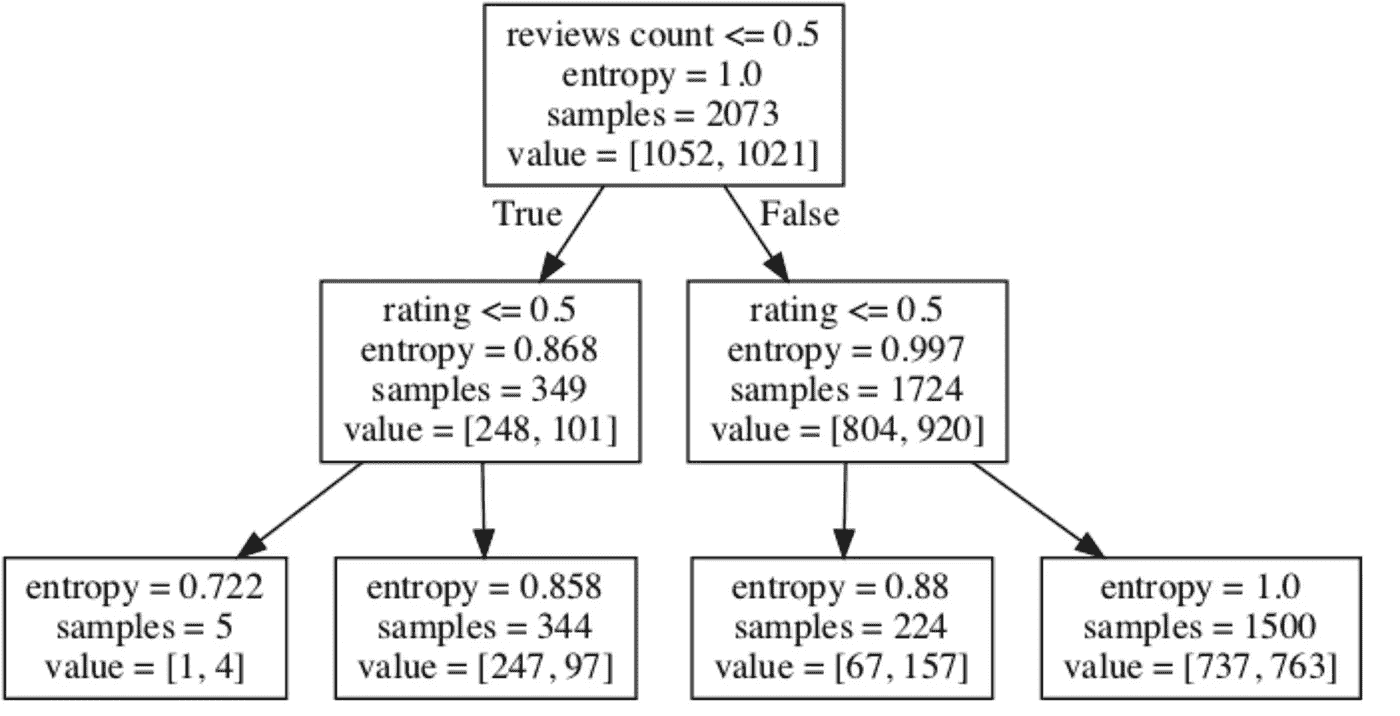 reviews count <= 0.5
entropy = 1.0
samples = 2073
value = [1052, 1021]
True
False
rating <= 0.5
entropy = 0.868
samples = 349
value = [248, 101]
rating <= 0.5
entropy = 0.997
samples = 1724
value = [804, 920]
entropy = 0.722
samples = 5
value = [1, 4]
entropy = 0.858
samples = 344
value = [247, 97]
entropy = 0.88
samples = 224
value = [67, 157]
entropy = 1.0
samples = 1500
value = [737, 763]